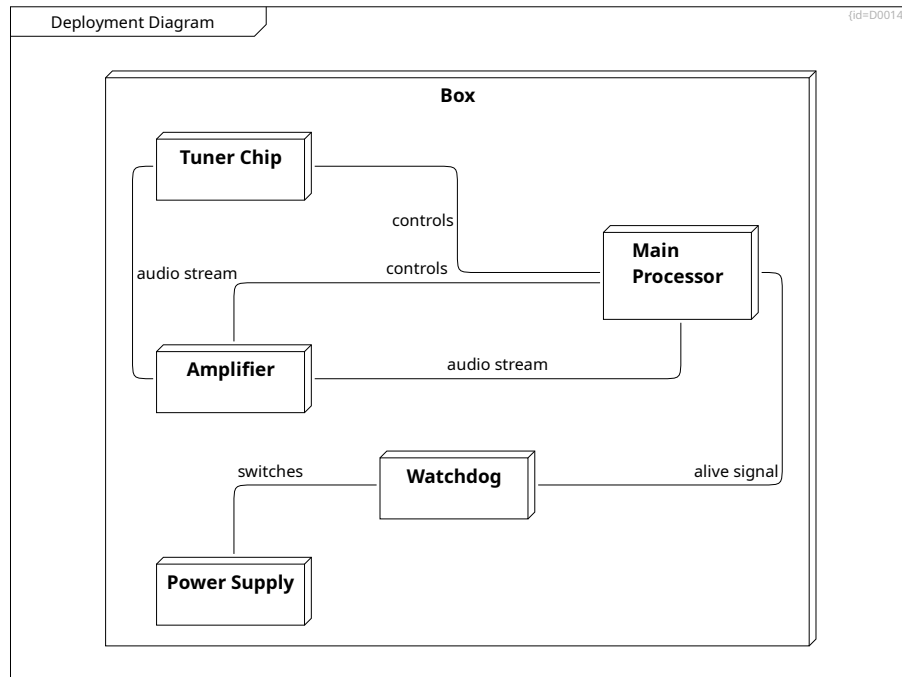 Deployment Diagram
{id=D0014
Box
Tuner Chip
controls
Main
Processor
audio stream
controls
Amplifier
audio stream
switches
Watchdog
alive signal
Power Supply